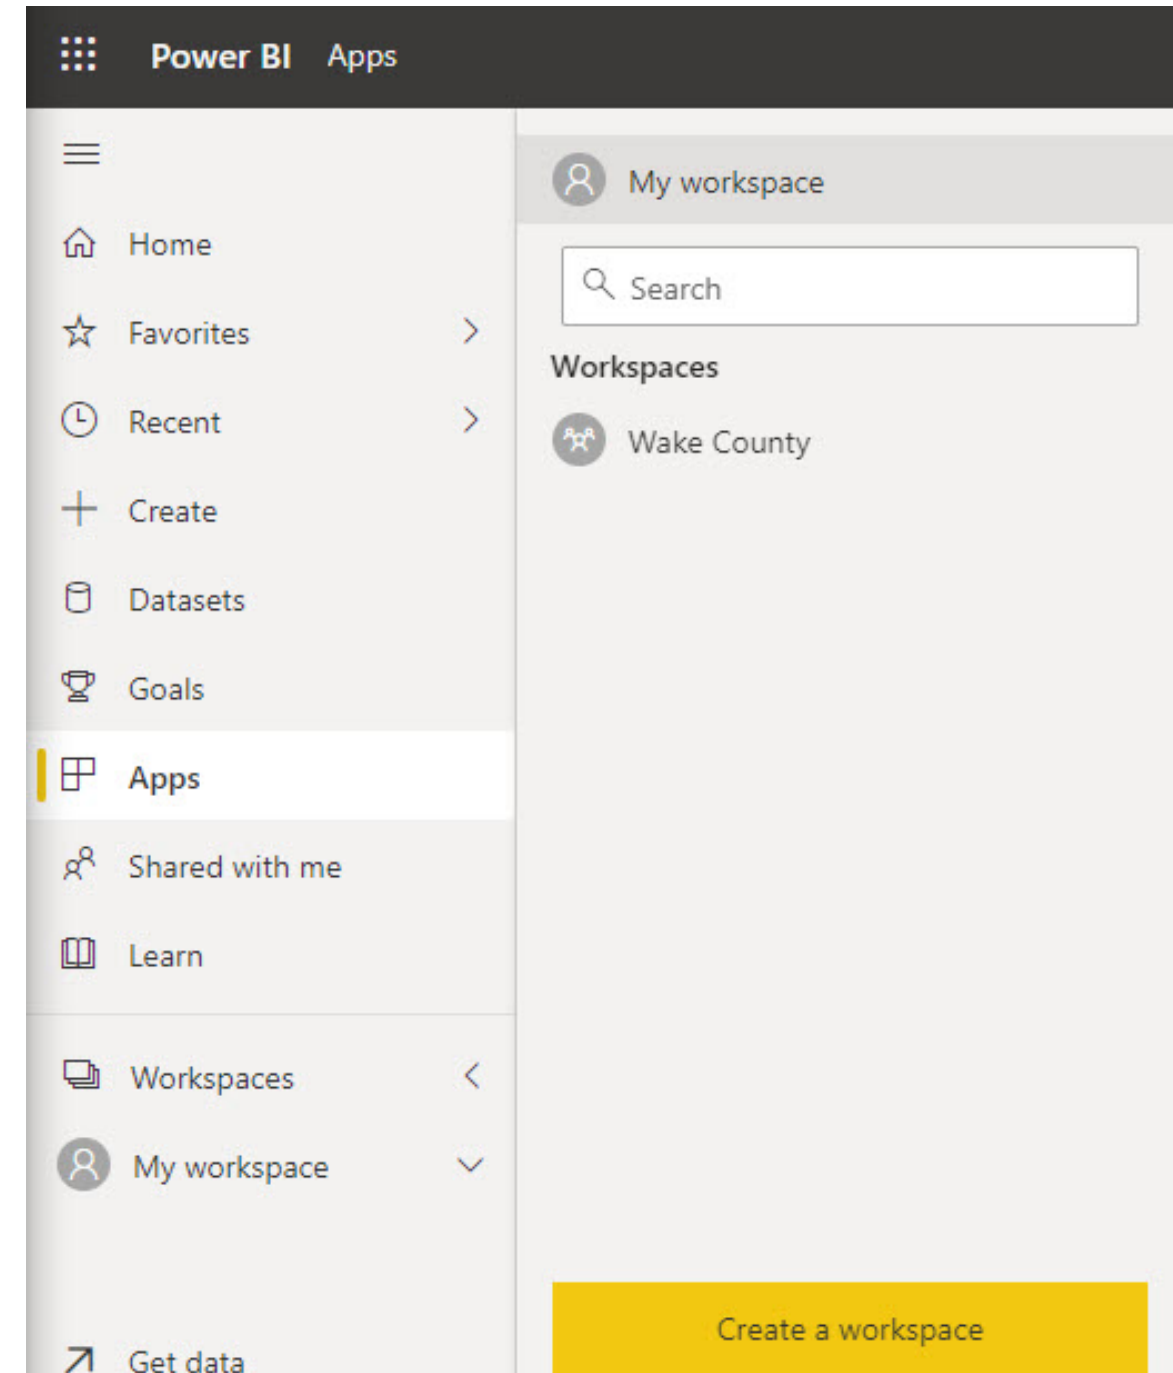 Power BI Apps
Home
Favorites
Recent
Create
Datasets
Goals
Apps
Shared with me
Learn
Workspaces
My workspace
Get data
My workspace
Search
Workspaces
Wake County
Create a workspace